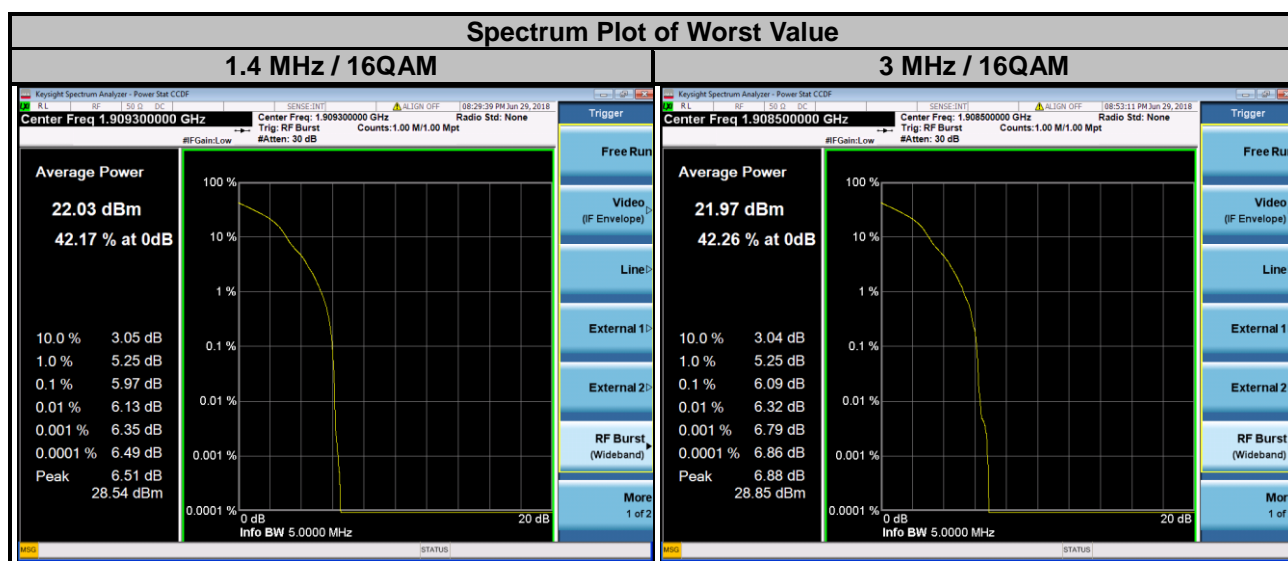 Spectrum Plot of Worst Value
1.4 MHz / 16QAM
Keysight Spectrum Analyzer - Power Stat CCDF
RL RF 50 Ω DC SENSE:INT ALIGN OFF 08:29:39 PM Jun 29, 2018
Center Freq 1.909300000 GHz
Center Freq: 1.909300000 GHz Radio Std: None
Trig: RF Burst Counts:1.00 M/1.00 Mpt
#IFGain:Low #Atten: 30 dB
Average Power
22.03 dBm
42.17 % at 0dB
10.0 % 3.05 dB
1.0 % 5.25 dB
0.1 % 5.97 dB
0.01 % 6.13 dB
0.001 % 6.35 dB
0.0001 % 6.49 dB
Peak 6.51 dB
28.54 dBm
100 %
10 %
1 %
0.1 %
0.01 %
0.001 %
0.0001 %
0 dB 20 dB
Info BW 5.0000 MHz
Trigger
Free Run
Video
(IF Envelope)
Line
External 1
External 2
RF Burst
(Wideband)
More
1 of 2
MSG STATUS
3 MHz / 16QAM
Keysight Spectrum Analyzer - Power Stat CCDF
RL RF 50 Ω DC SENSE:INT ALIGN OFF 08:53:11 PM Jun 29, 2018
Center Freq 1.908500000 GHz
Center Freq: 1.908500000 GHz Radio Std: None
Trig: RF Burst Counts:1.00 M/1.00 Mpt
#IFGain:Low #Atten: 30 dB
Average Power
21.97 dBm
42.26 % at 0dB
10.0 % 3.04 dB
1.0 % 5.25 dB
0.1 % 6.09 dB
0.01 % 6.32 dB
0.001 % 6.79 dB
0.0001 % 6.86 dB
Peak 6.88 dB
28.85 dBm
100 %
10 %
1 %
0.1 %
0.01 %
0.001 %
0.0001 %
0 dB 20 dB
Info BW 5.0000 MHz
Trigger
Free Ru
Video
(IF Envelope)
Line
External 1
External 2
RF Burst
(Wideband)
Mor
1 of
MSG STATUS